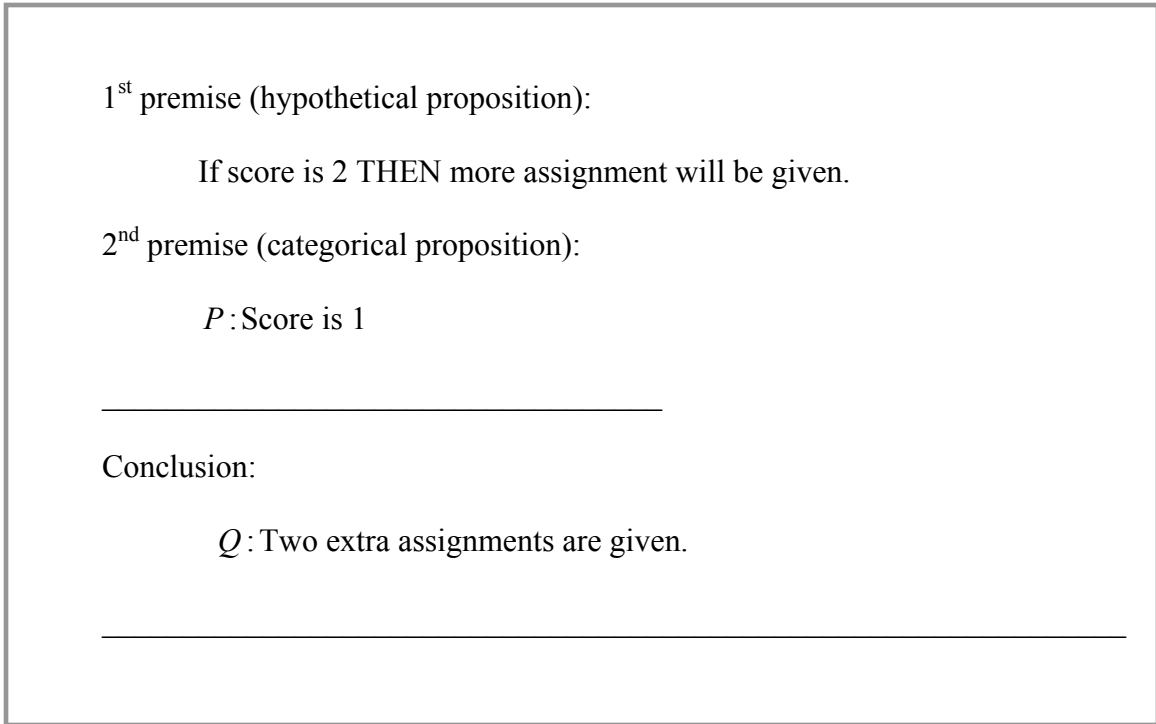 1st premise (hypothetical proposition):
If score is 2 THEN more assignment will be given.
2nd premise (categorical proposition):
P : Score is 1
Conclusion:
Q : Two extra assignments are given.